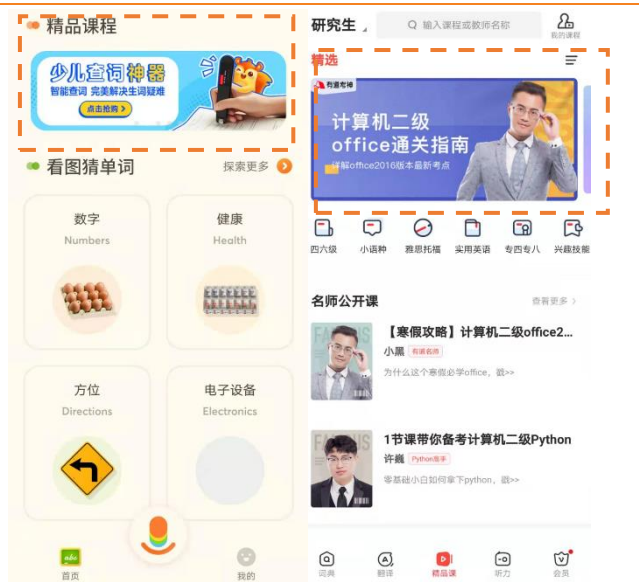 精品课程
少儿查词神器
智能查词 完美解决生词疑难
点击抢购 >
看图猜单词
探索更多
数字
Numbers
健康
Health
方位
Directions
电子设备
Electronics
abc
首页
我的
研究生
输入课程或教师名称
我的课程
精选
有道考神
计算机二级
office通关指南
详解office2016版本最新考点
四六级
小语种
雅思托福
实用英语
专四专八
兴趣技能
名师公开课
查看更多 >
【寒假攻略】计算机二级office2...
小黑 有道名师
为什么这个寒假必学office，戳>>
1节课带你备考计算机二级Python
许巍 Python高手
零基础小白如何拿下python，戳>>
词典
翻译
精品课
听力
会员